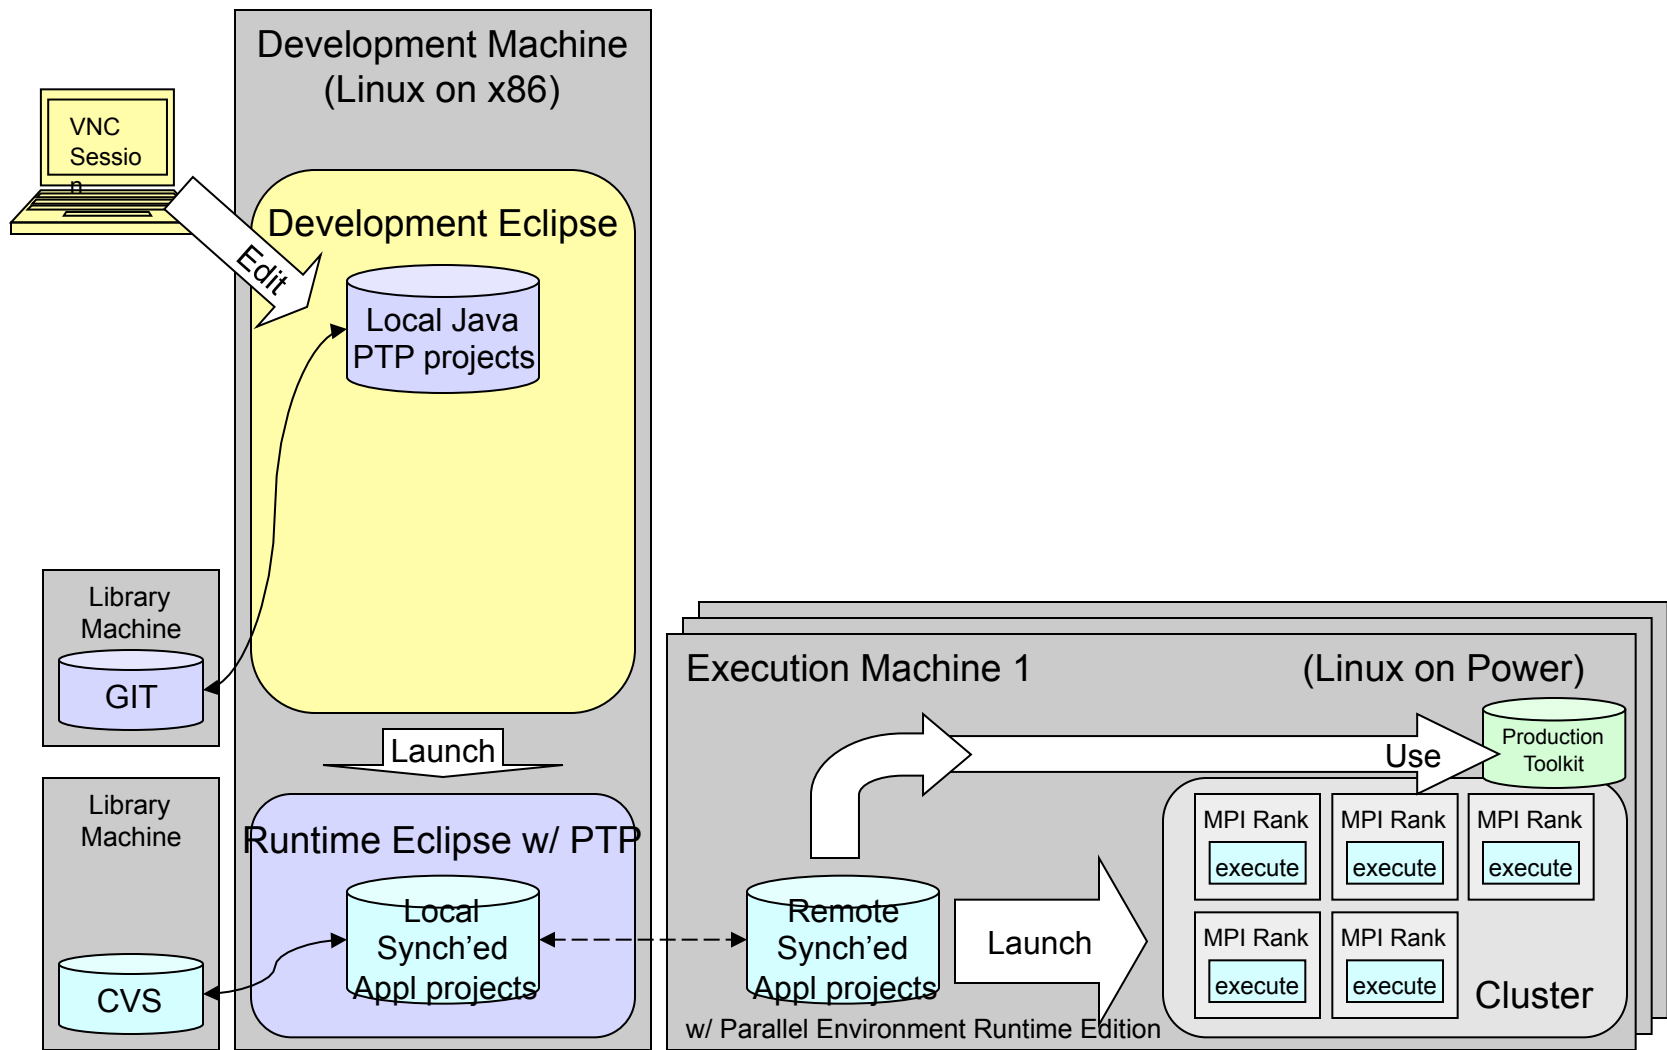 Development Machine
(Linux on x86)
VNC
Sessio
n
Edit
Development Eclipse
Local Java
PTP projects
Library
Machine
GIT
Launch
Library
Machine
CVS
Runtime Eclipse w/ PTP
Local
Synch’ed
Appl projects
Execution Machine 1
(Linux on Power)
Use
Production
Toolkit
Remote
Synch’ed
Appl projects
Launch
MPI Rank
execute
MPI Rank
execute
MPI Rank
execute
MPI Rank
execute
MPI Rank
execute
Cluster
w/ Parallel Environment Runtime Edition